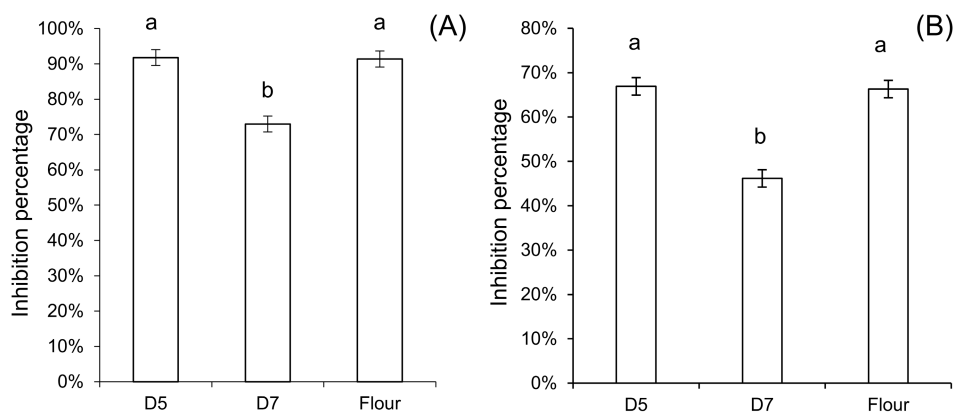 (A)
Inhibition percentage
100%
90%
80%
70%
60%
50%
40%
30%
20%
10%
0%
a
b
a
D5
D7
Flour
(B)
Inhibition percentage
80%
70%
60%
50%
40%
30%
20%
10%
0%
a
b
a
D5
D7
Flour